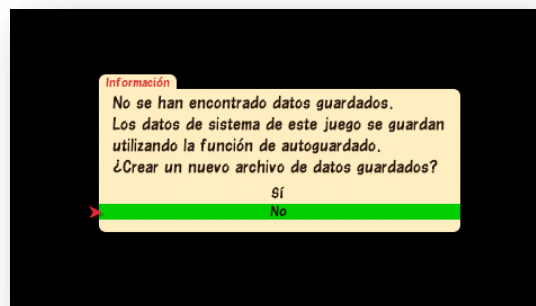 Información
No se han encontrado datos guardados.
Los datos de sistema de este juego se guardan
utilizando la función de autoguardado.
¿Crear un nuevo archivo de datos guardados?
Sí
No